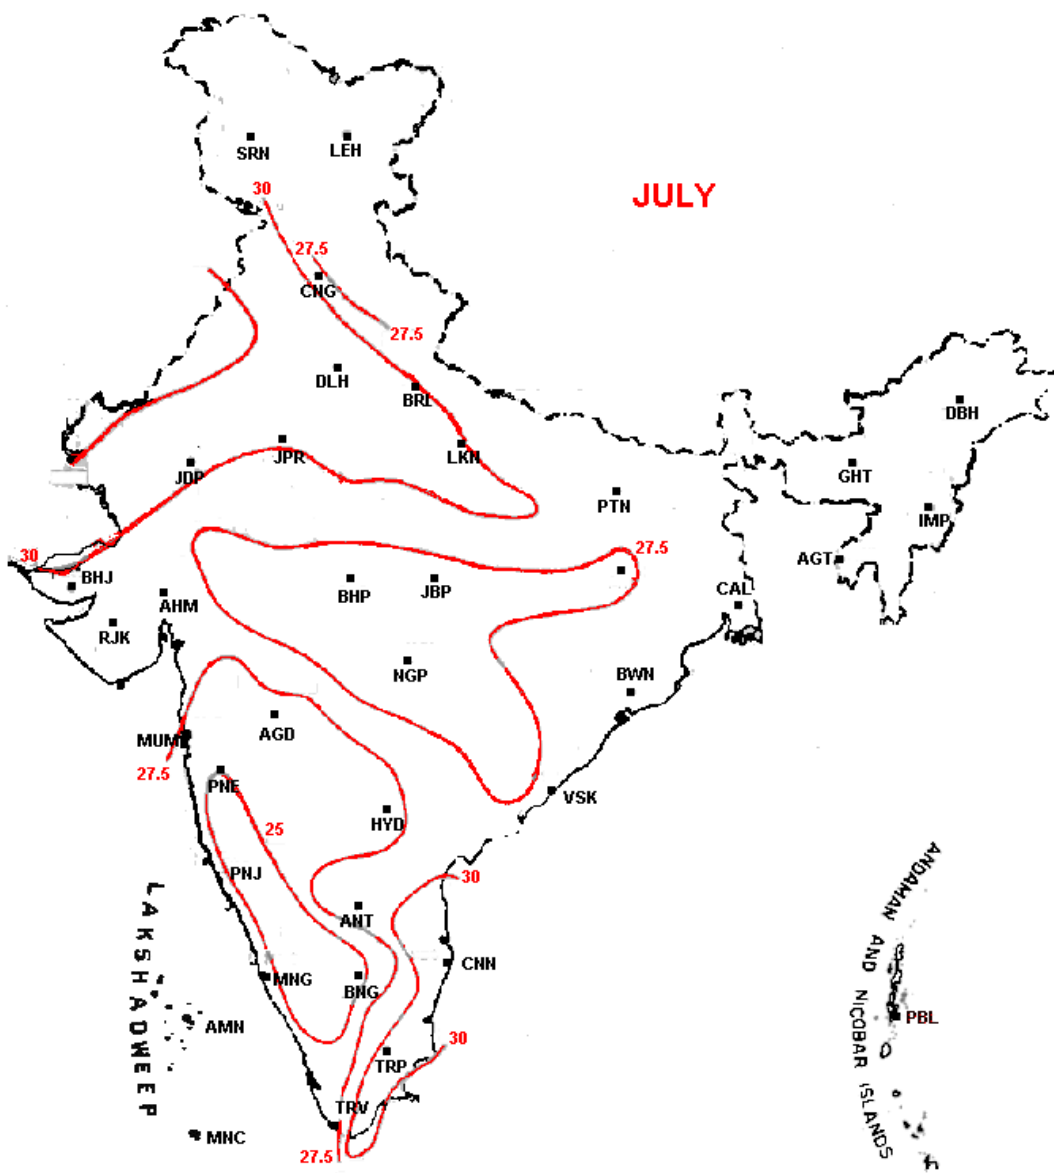 SRN
LEH
30
JULY
27.5
CNG
27.5
DLH
BRL
DBH
JPR
LKN
JDP
GHT
PTN
IMP
30
27.5
AGT
BHJ
BHP
JBP
AHM
CAL
RJK
NGP
BWN
AGD
MUM
27.5
PNE
VSK
HYD
25
PNJ
30
ANT
CNN
MNG
BNG
AMN
PBL
30
TRP
TRV
MNC
27.5
LAKSHADWEEP
ANDAMAN AND NICOBAR ISLANDS